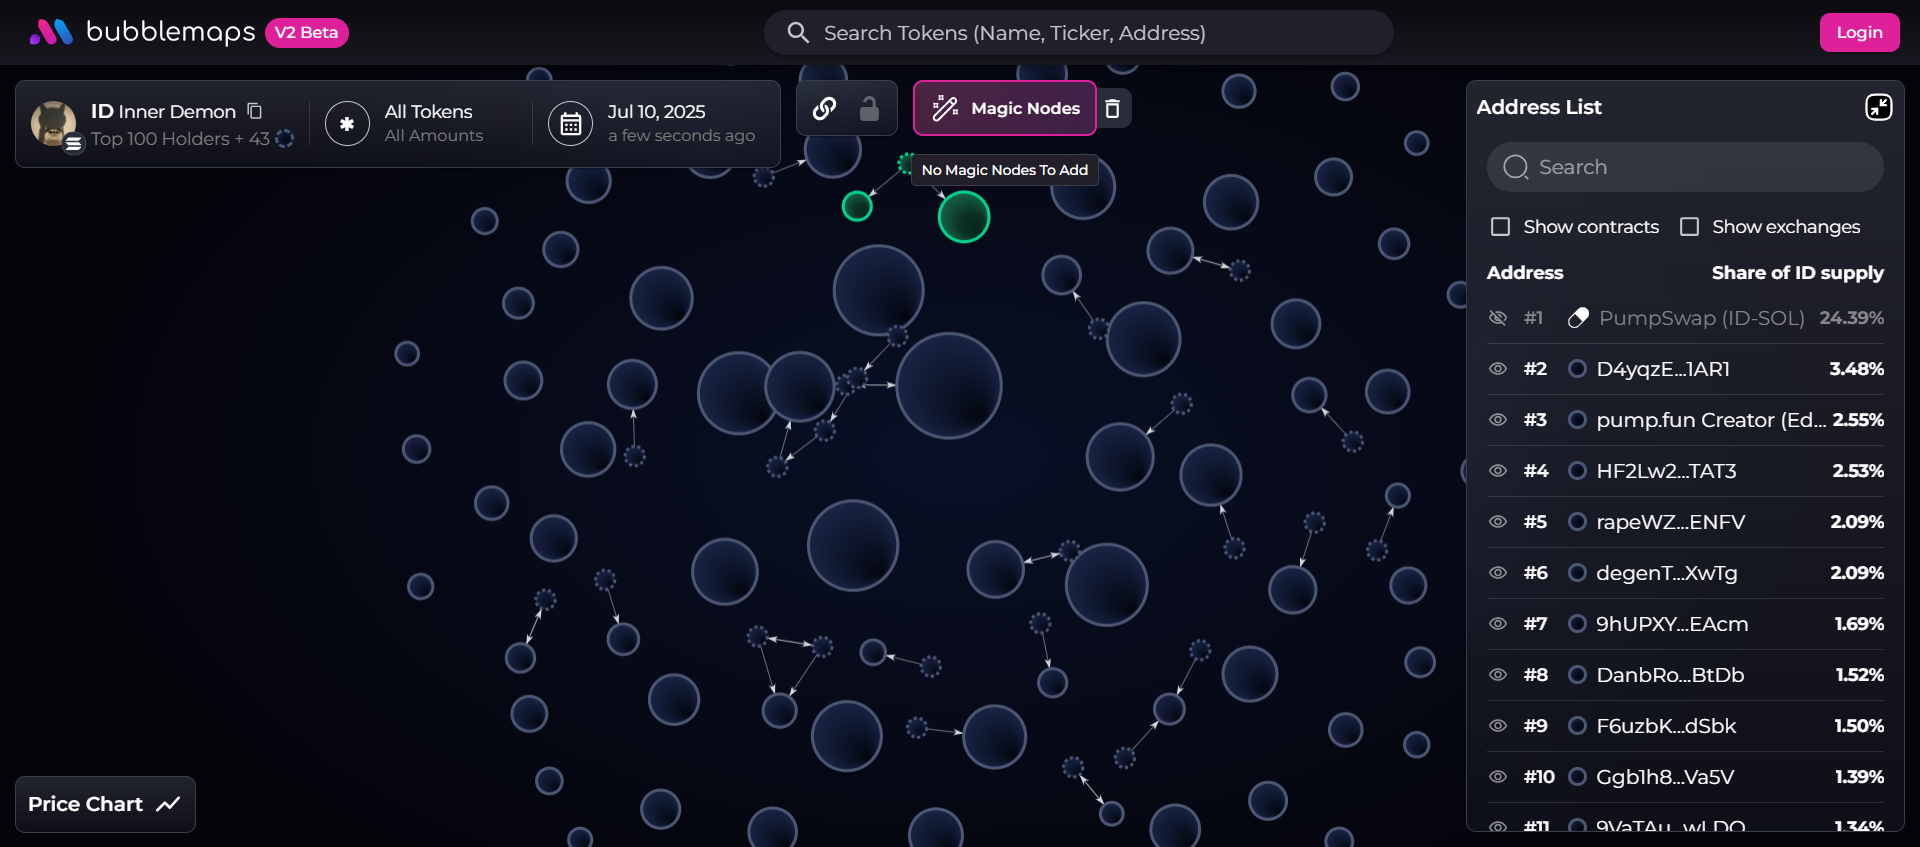 bubblemaps V2 Beta
Search Tokens (Name, Ticker, Address)
Login
ID Inner Demon
Top 100 Holders + 43
All Tokens
All Amounts
Jul 10, 2025
a few seconds ago
Magic Nodes
No Magic Nodes To Add
Address List
Search
Show contracts Show exchanges
Address Share of ID supply
#1 PumpSwap (ID-SOL) 24.39%
#2 D4yqzE...1AR1 3.48%
#3 pump.fun Creator (Ed... 2.55%
#4 HF2Lw2...TAT3 2.53%
#5 rapeWZ...ENFV 2.09%
#6 degenT...XwTg 2.09%
#7 9hUPXY...EAcm 1.69%
#8 DanbRo...BtDb 1.52%
#9 F6uzbK...dSbk 1.50%
#10 Ggb1h8...Va5V 1.39%
#11 1.34%
Price Chart